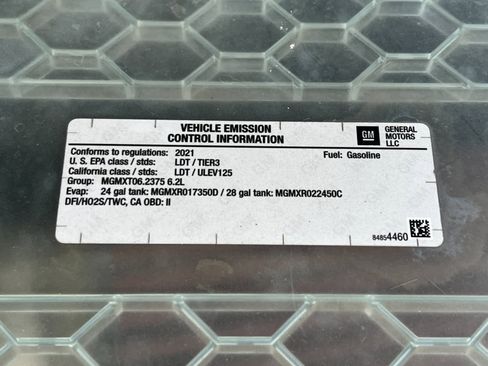 VEHICLE EMISSION
CONTROL INFORMATION
GM
GENERAL
MOTORS
LLC
Conforms to regulations: 2021
Fuel: Gasoline
U. S. EPA class / stds: LDT / TIER3
California class / stds: LDT / ULEV125
Group: MGMXT06.2375 6.2L
Evap: 24 gal tank: MGMXR017350D / 28 gal tank: MGMXR022450C
DFI/HO2S/TWC, CA OBD: II
84854460